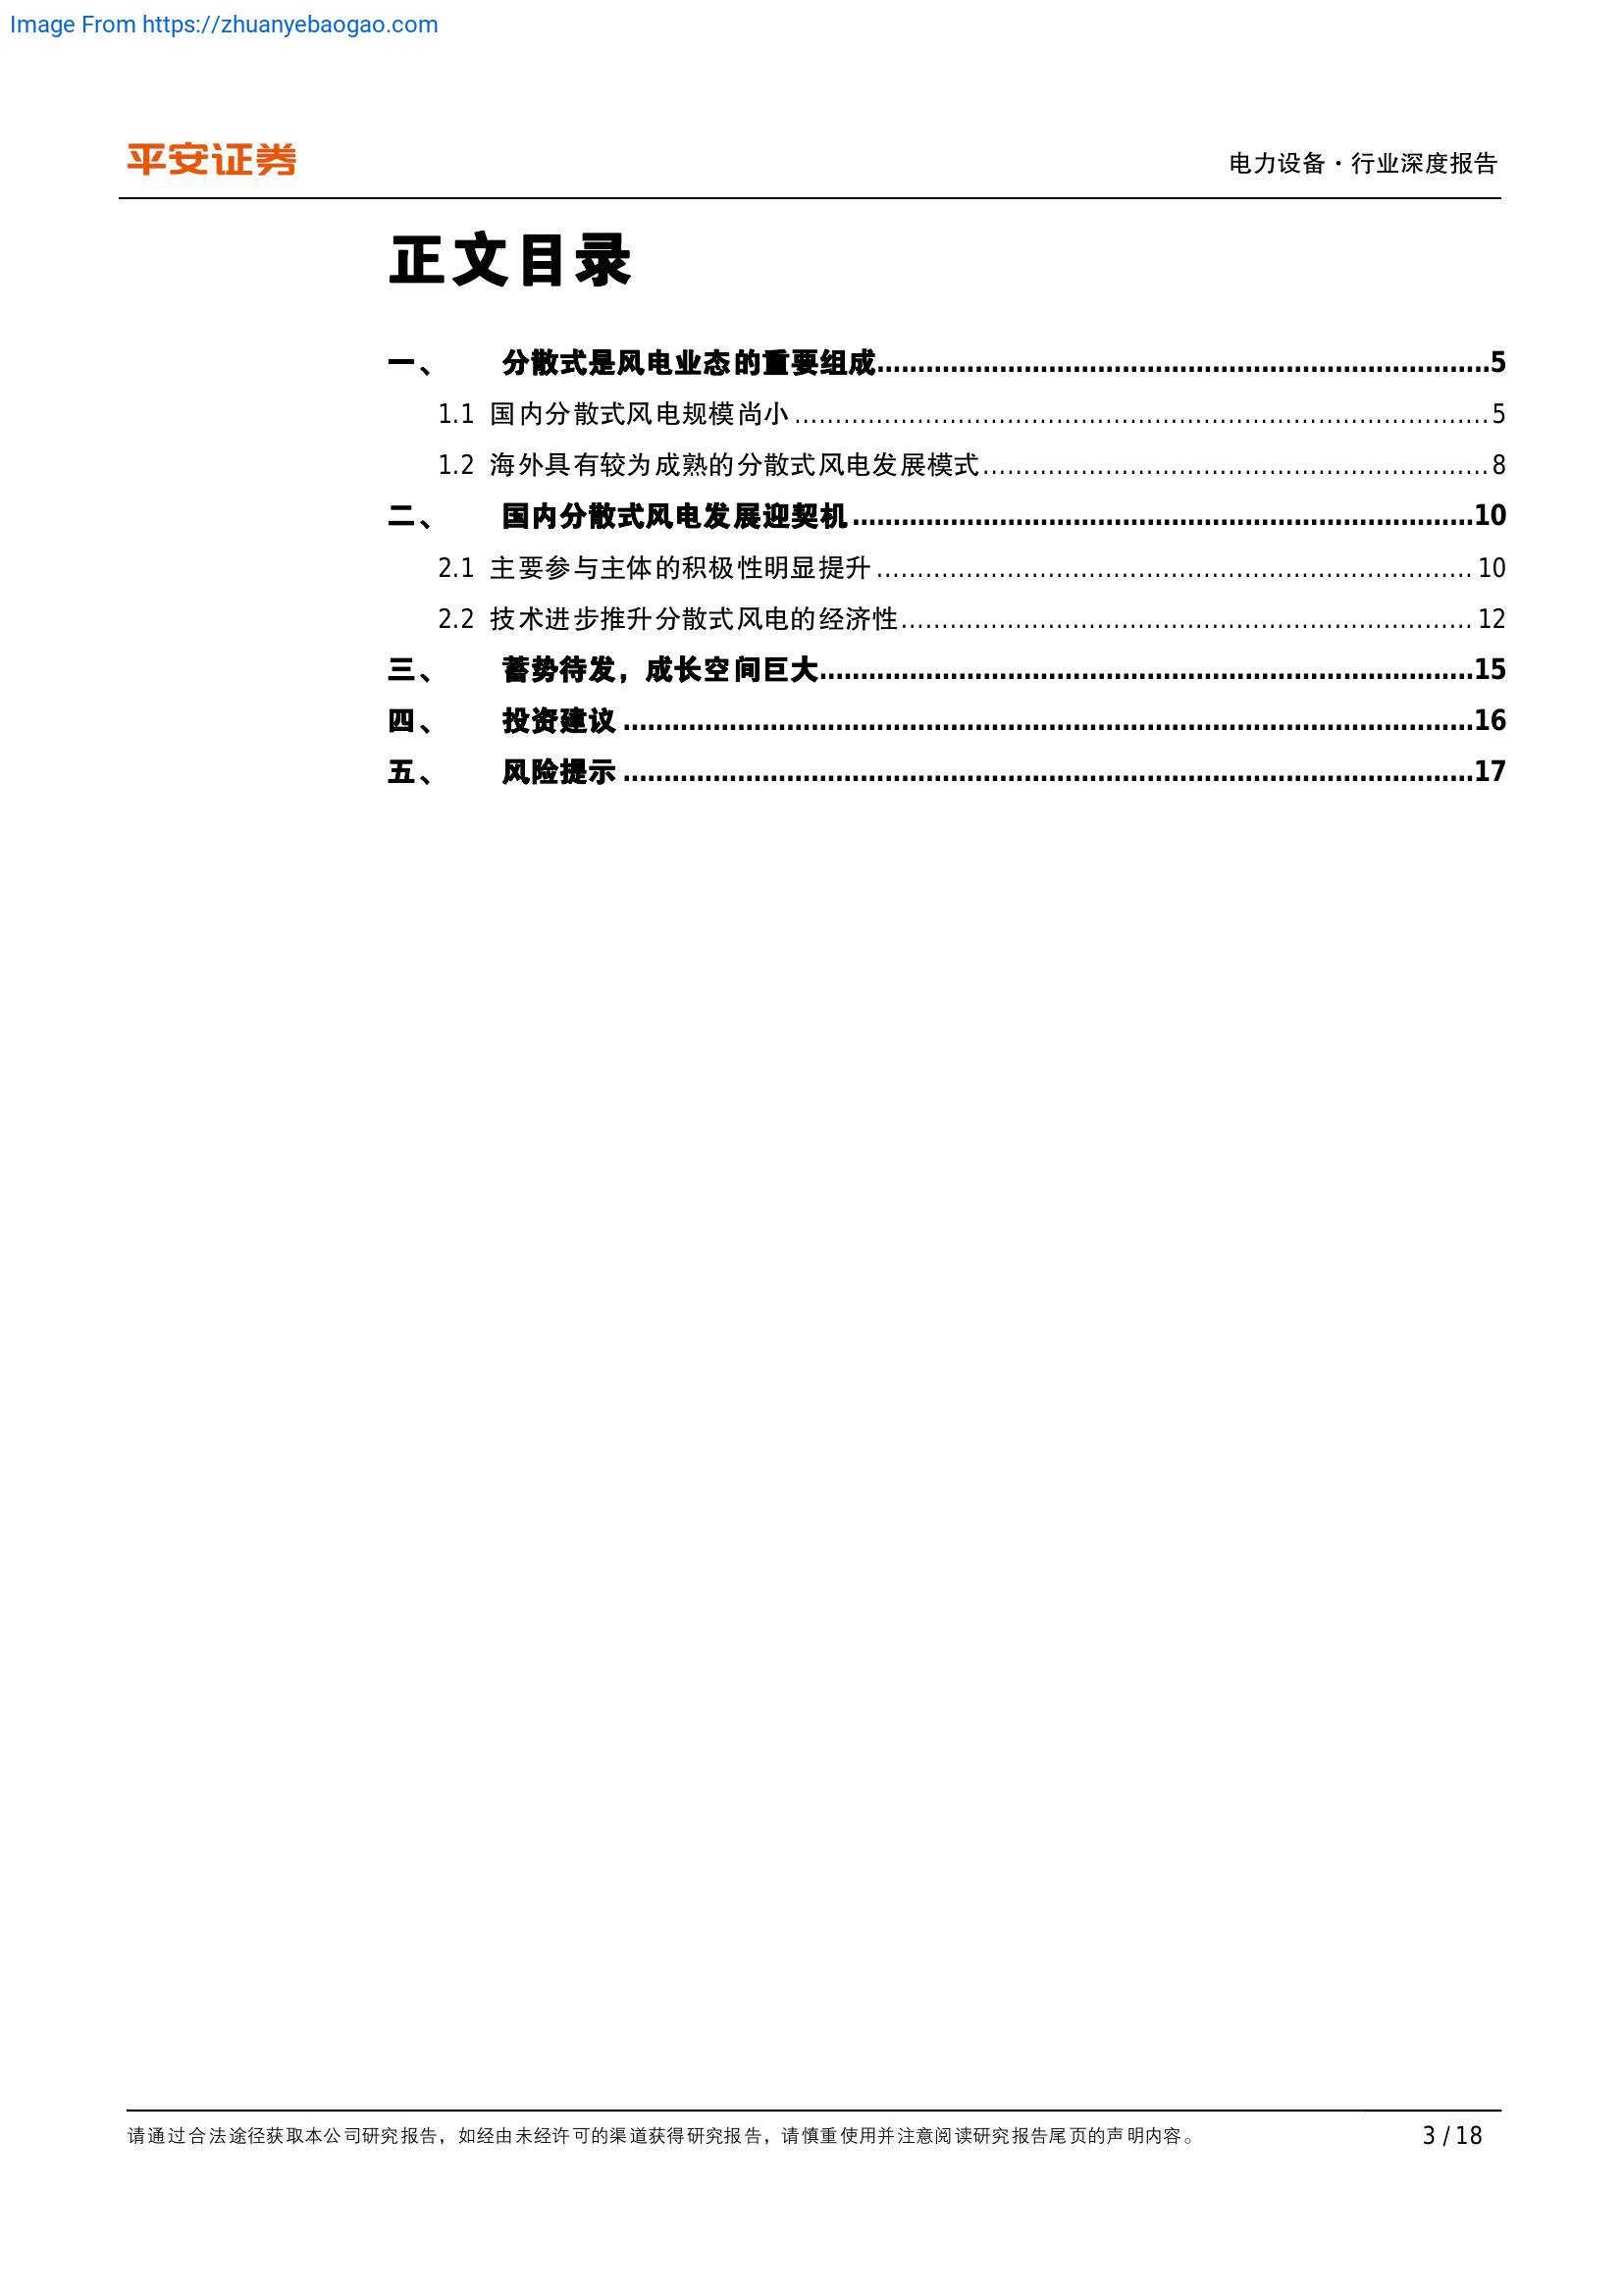 Image From https://zhuanyebaogao.com
平安证券
电力设备·行业深度报告
正文目录
一、 分散式是风电业态的重要组成........................................................................5
1.1 国内分散式风电规模尚小........................................................................5
1.2 海外具有较为成熟的分散式风电发展模式........................................................................8
二、 国内分散式风电发展迎契机........................................................................10
2.1 主要参与主体的积极性明显提升........................................................................10
2.2 技术进步推升分散式风电的经济性........................................................................12
三、 蓄势待发，成长空间巨大........................................................................15
四、 投资建议........................................................................16
五、 风险提示........................................................................17
请通过合法途径获取本公司研究报告，如经由未经许可的渠道获得研究报告，请慎重使用并注意阅读研究报告尾页的声明内容。 3 / 18